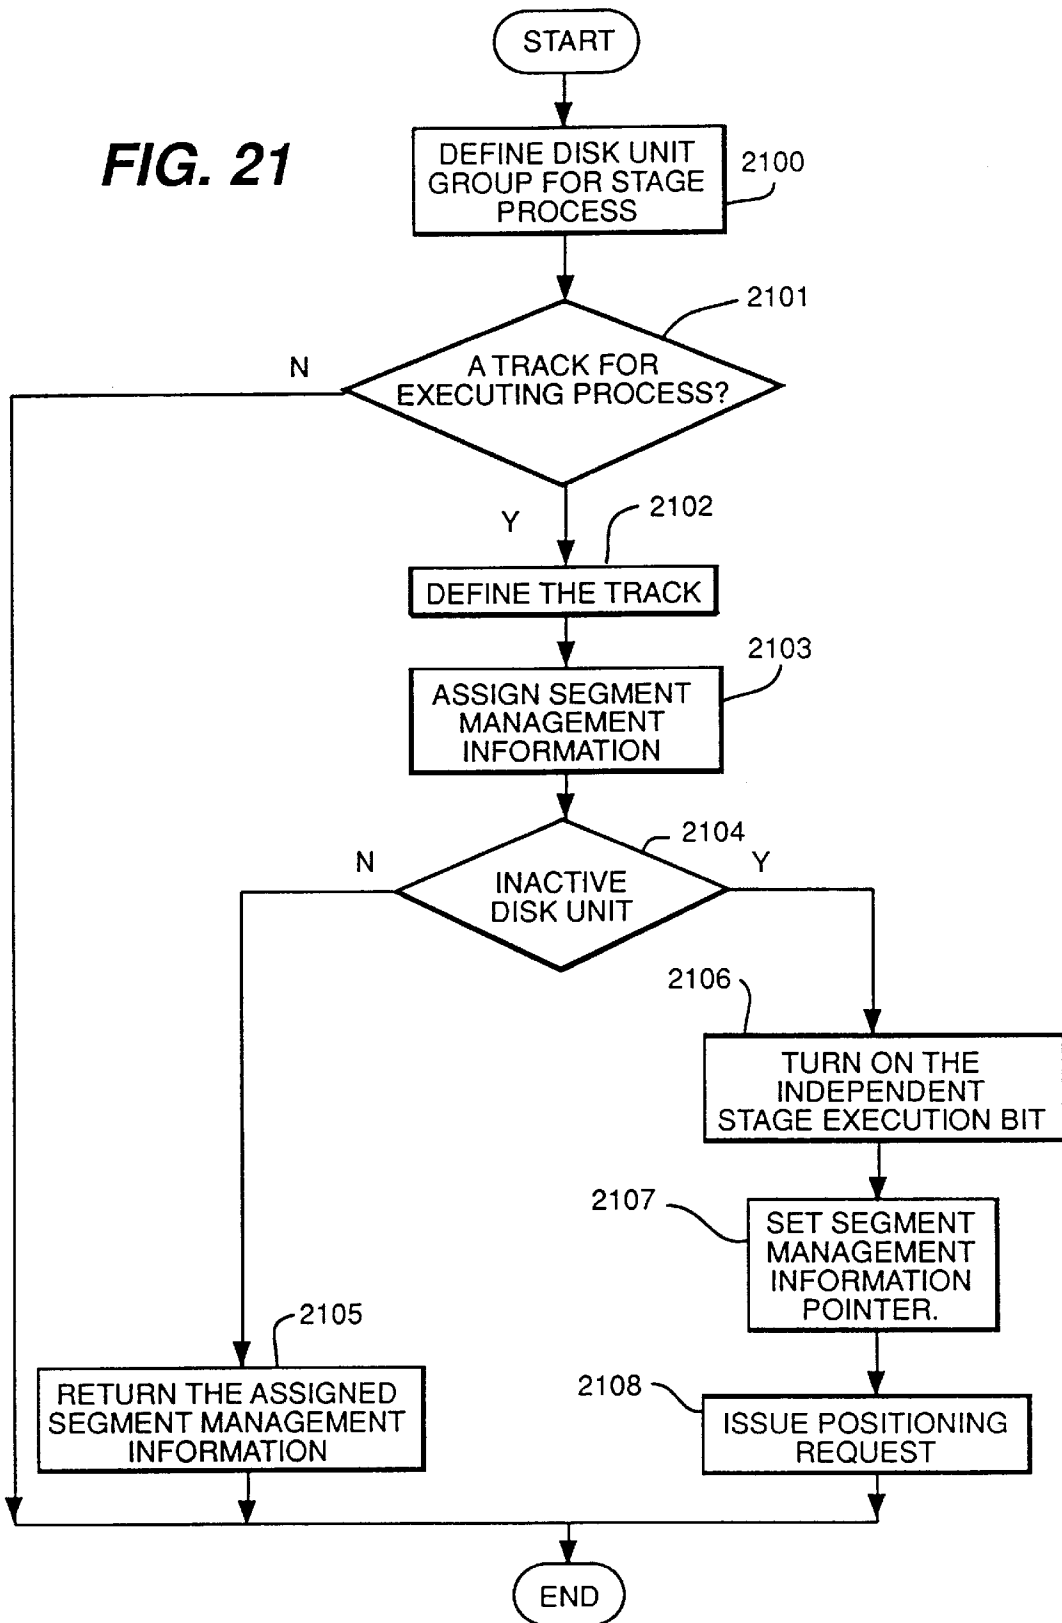 START
FIG. 21
DEFINE DISK UNIT
GROUP FOR STAGE
PROCESS
2100
2101
N
A TRACK FOR
EXECUTING PROCESS?
Y
2102
DEFINE THE TRACK
2103
ASSIGN SEGMENT
MANAGEMENT
INFORMATION
2104
N
Y
INACTIVE
DISK UNIT
2106
TURN ON THE
INDEPENDENT
STAGE EXECUTION BIT
2107
SET SEGMENT
MANAGEMENT
INFORMATION
POINTER.
2105
RETURN THE ASSIGNED
SEGMENT MANAGEMENT
INFORMATION
2108
ISSUE POSITIONING
REQUEST
END